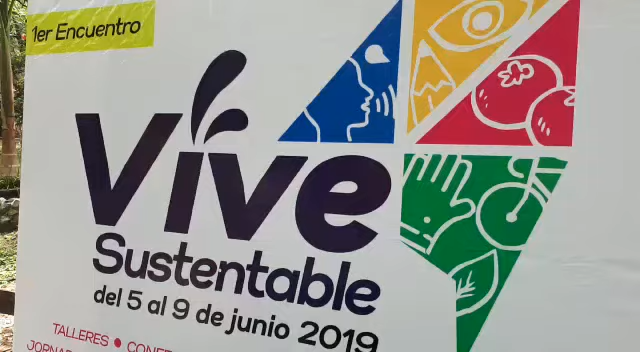 1er Encuentro
Vive
Sustentable
del 5 al 9 de junio 2019
TALLERES •